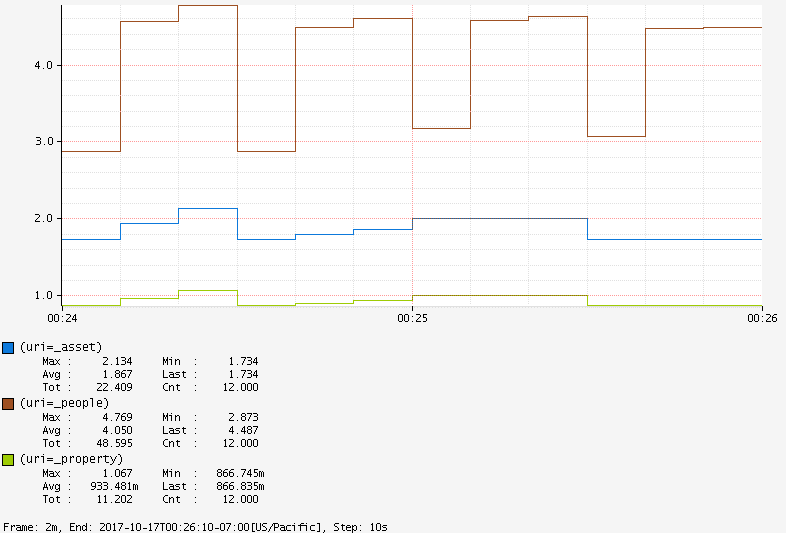 4.0
3.0
2.0
1.0
00:24 00:25 00:26
(uri=_asset)
Max : 2.134 Min : 1.734
Avg : 1.867 Last : 1.734
Tot : 22.409 Cnt : 12.000
(uri=_people)
Max : 4.769 Min : 2.873
Avg : 4.050 Last : 4.487
Tot : 48.595 Cnt : 12.000
(uri=_property)
Max : 1.067 Min : 866.745m
Avg : 933.481m Last : 866.835m
Tot : 11.202 Cnt : 12.000
Frame: 2m, End: 2017-10-17T00:26:10-07:00[US/Pacific], Step: 10s